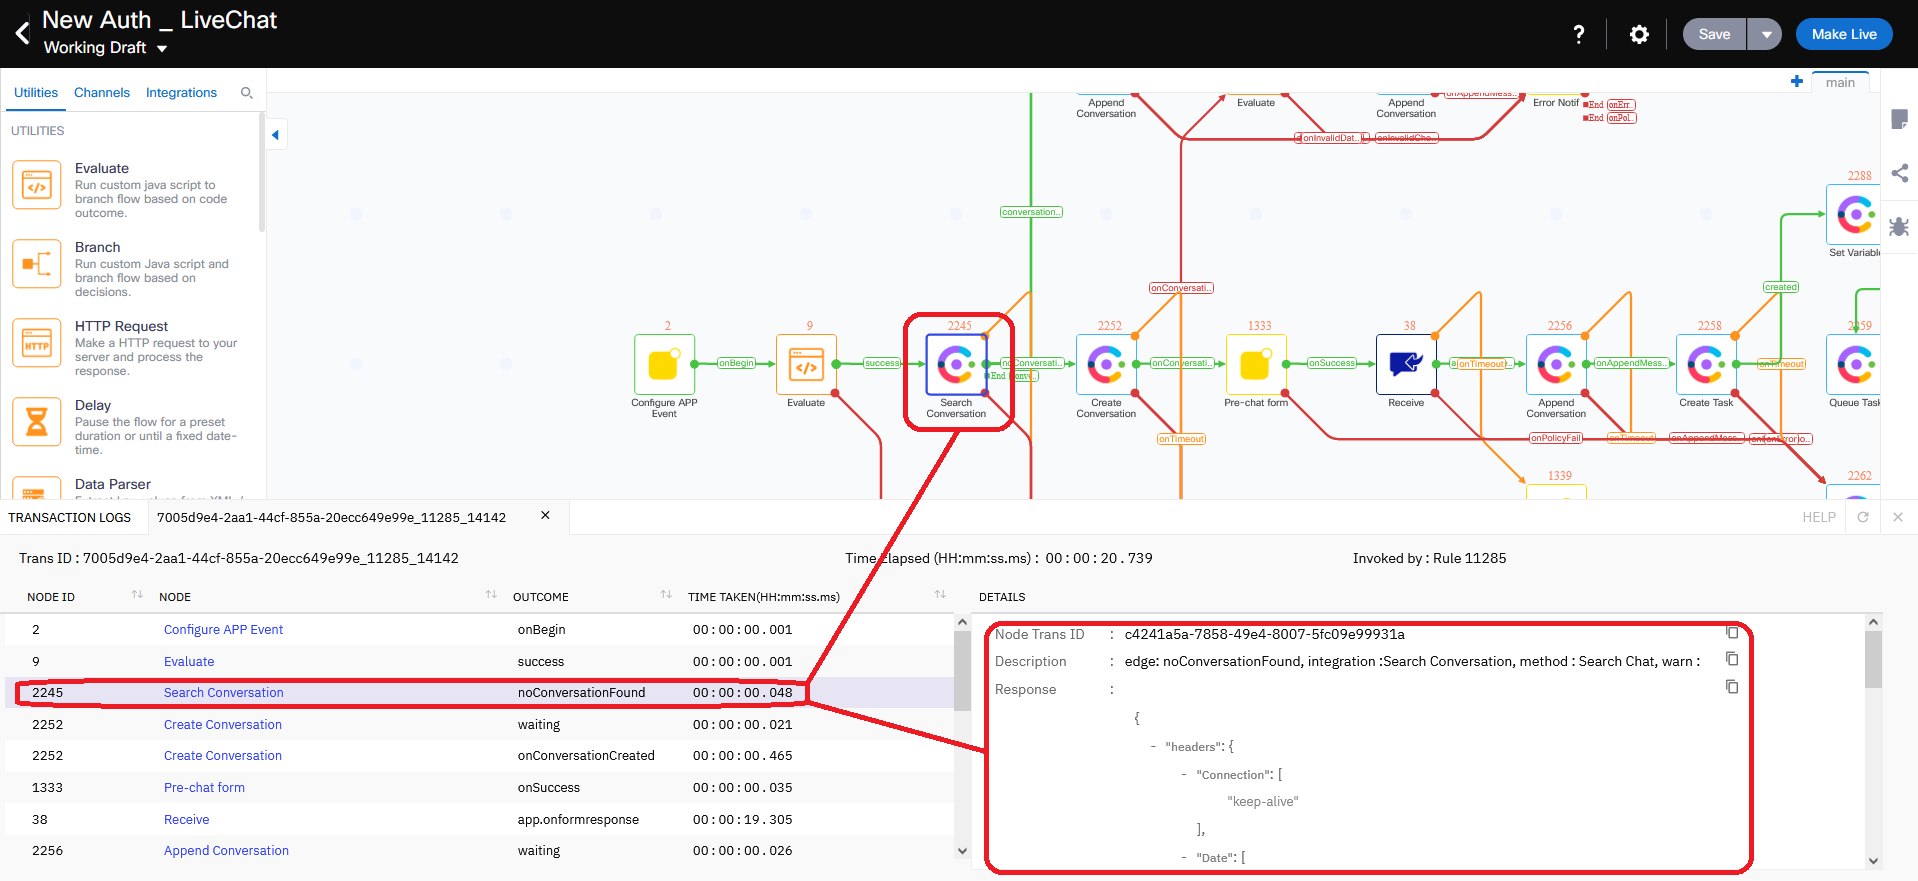 New Auth _ LiveChat
Working Draft
?
Save
Make Live
Utilities Channels Integrations
main
UTILITIES
Evaluate
Run custom java script to
branch flow based on code
outcome.
Branch
Run custom Java script and
branch flow based on
decisions.
HTTP Request
Make a HTTP request to your
server and process the
response.
Delay
Pause the flow for a preset
duration or until a fixed date-
time.
Data Parser
Append
Conversation
Evaluate
Append
Conversation
onAppendMess..
Error Notif
End onErr..
End onPol..
onInvalidDat..
onInvalidCho..
conversation..
onConversati..
2288
Set Variable
created
2
Configure APP
Event
onBegin
9
Evaluate
success
2245
Search
Conversation
noConversati..
End conv..
2252
Create
Conversation
onConversati..
onTimeout
1333
Pre-chat form
onSuccess
38
Receive
onTimeout
2256
Append
Conversation
onAppendMess..
2258
Create Task
onTimeout
2259
Queue Task
onPolicyFail
onTimeout
onAppendMess..
1339
2262
TRANSACTION LOGS 7005d9e4-2aa1-44cf-855a-20ecc649e99e_11285_14142 ×
HELP
Trans ID : 7005d9e4-2aa1-44cf-855a-20ecc649e99e_11285_14142
Time Elapsed (HH:mm:ss.ms) : 00:00:20.739
Invoked by : Rule 11285
NODE ID NODE OUTCOME TIME TAKEN(HH:mm:ss.ms)
2 Configure APP Event onBegin 00:00:00.001
9 Evaluate success 00:00:00.001
2245 Search Conversation noConversationFound 00:00:00.048
2252 Create Conversation waiting 00:00:00.021
2252 Create Conversation onConversationCreated 00:00:00.465
1333 Pre-chat form onSuccess 00:00:00.035
38 Receive app.onformresponse 00:00:19.305
2256 Append Conversation waiting 00:00:00.026
DETAILS
Node Trans ID : c4241a5a-7858-49e4-8007-5fc09e99931a
Description : edge: noConversationFound, integration :Search Conversation, method : Search Chat, warn :
Response :
{
- "headers": {
- "Connection": [
"keep-alive"
],
- "Date": [